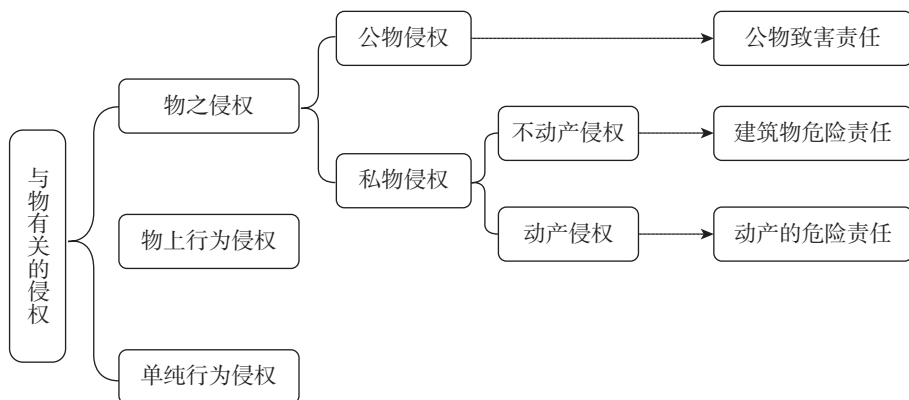 与物有关的侵权
物之侵权
物上行为侵权
单纯行为侵权
公物侵权
私物侵权
不动产侵权
动产侵权
公物致害责任
建筑物危险责任
动产的危险责任